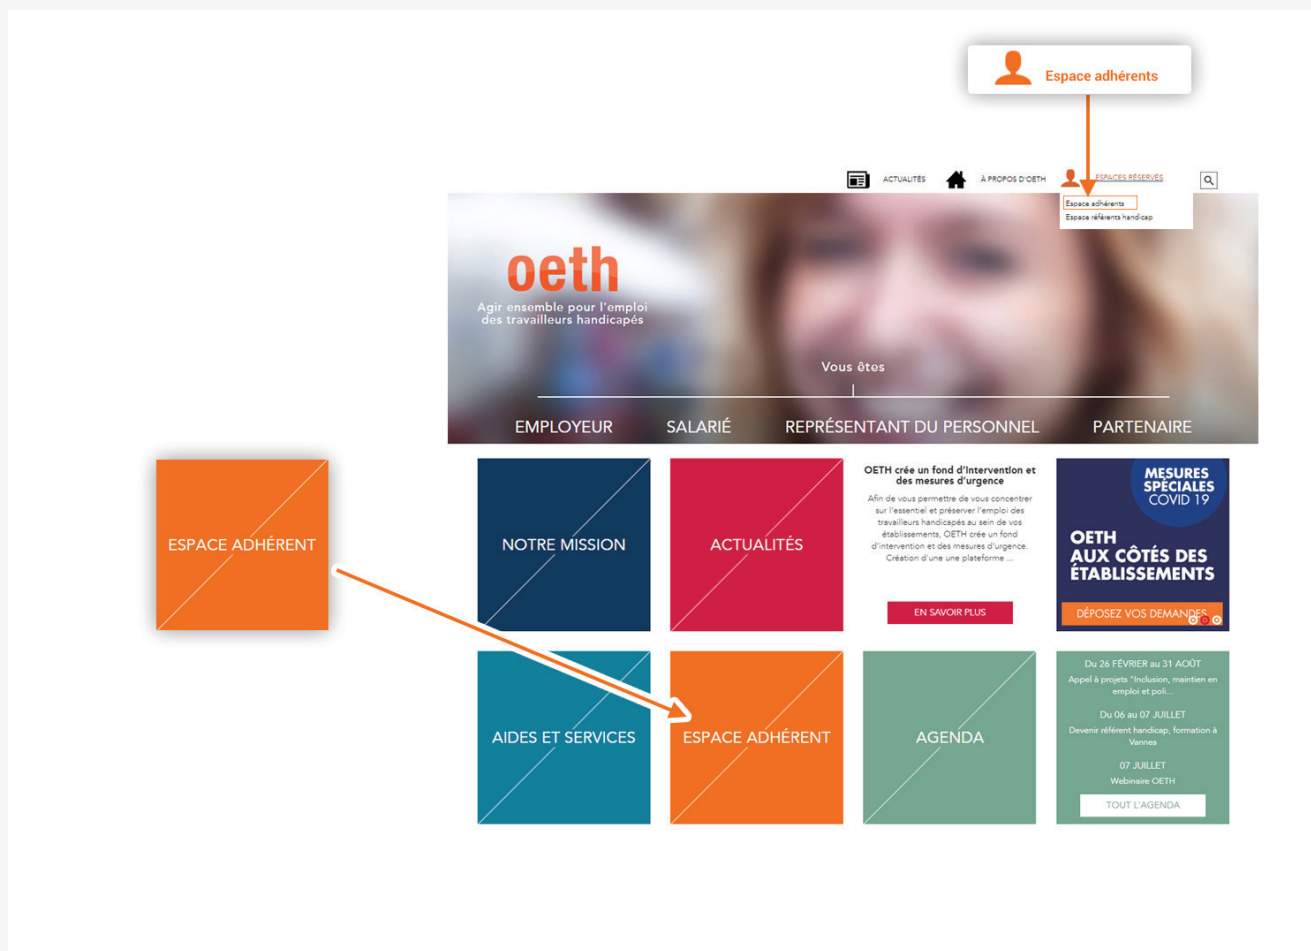 Espace adhérents
ACTUALITÉS
À PROPOS D'OETH
ESPACES RÉSERVÉS
Espace adhérents
Espace référents handicap
oeth
Agir ensemble pour l'emploi
des travailleurs handicapés
Vous êtes
EMPLOYEUR
SALARIÉ
REPRÉSENTANT DU PERSONNEL
PARTENAIRE
ESPACE ADHÉRENT
NOTRE MISSION
ACTUALITÉS
OETH crée un fond d'intervention et
des mesures d'urgence
Afin de vous permettre de vous concentrer
sur l'essentiel et préserver l'emploi des
travailleurs handicapés au sein de vos
établissements, OETH crée un fond
d'intervention et des mesures d'urgence.
Création d'une une plateforme ...
EN SAVOIR PLUS
MESURES
SPÉCIALES
COVID 19
OETH
AUX CÔTÉS DES
ÉTABLISSEMENTS
DÉPOSEZ VOS DEMANDES
AIDES ET SERVICES
ESPACE ADHÉRENT
AGENDA
Du 26 FÉVRIER au 31 AOÛT
Appel à projets "Inclusion, maintien en
emploi et poli...
Du 06 au 07 JUILLET
Devenir référent handicap, formation à
Vannes
07 JUILLET
Webinaire OETH
TOUT L'AGENDA